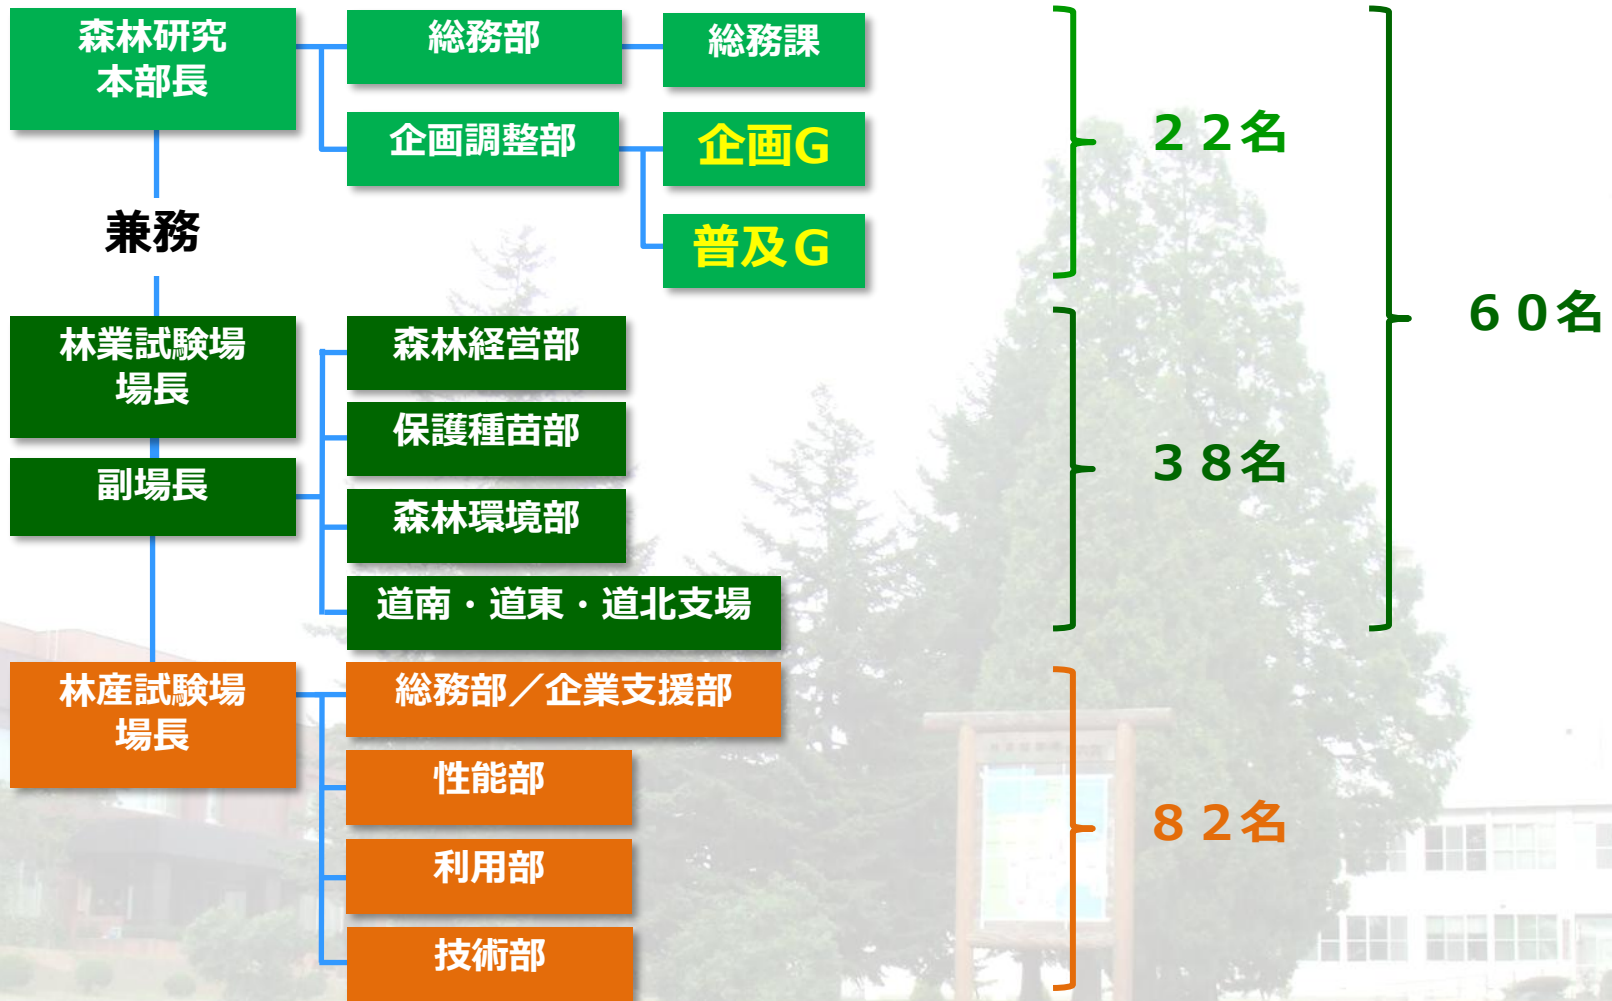 森林研究
本部長
総務部
総務課
企画調整部
企画G
普及G
２２名
兼務
林業試験場
場長
副場長
森林経営部
保護種苗部
森林環境部
道南・道東・道北支場
３８名
６０名
林産試験場
場長
総務部／企業支援部
性能部
利用部
技術部
８２名